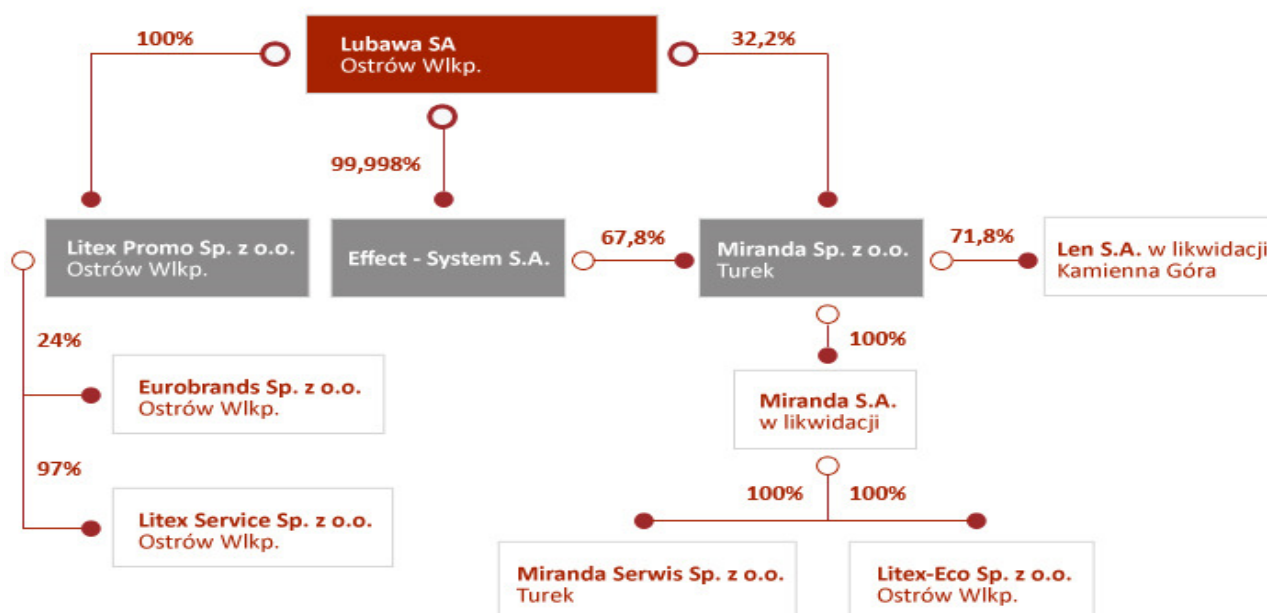 100%
Lubawa SA
Ostrów Wlkp.
32,2%
99,998%
Litex Promo Sp. z o.o.
Ostrów Wlkp.
Effect - System S.A.
67,8%
Miranda Sp. z o.o.
Turek
71,8%
Len S.A. w likwidacji
Kamienna Góra
24%
100%
Eurobrands Sp. z o.o.
Ostrów Wlkp.
Miranda S.A.
w likwidacji
97%
100%
100%
Litex Service Sp. z o.o.
Ostrów Wlkp.
Miranda Serwis Sp. z o.o.
Turek
Litex-Eco Sp. z o.o.
Ostrów Wlkp.